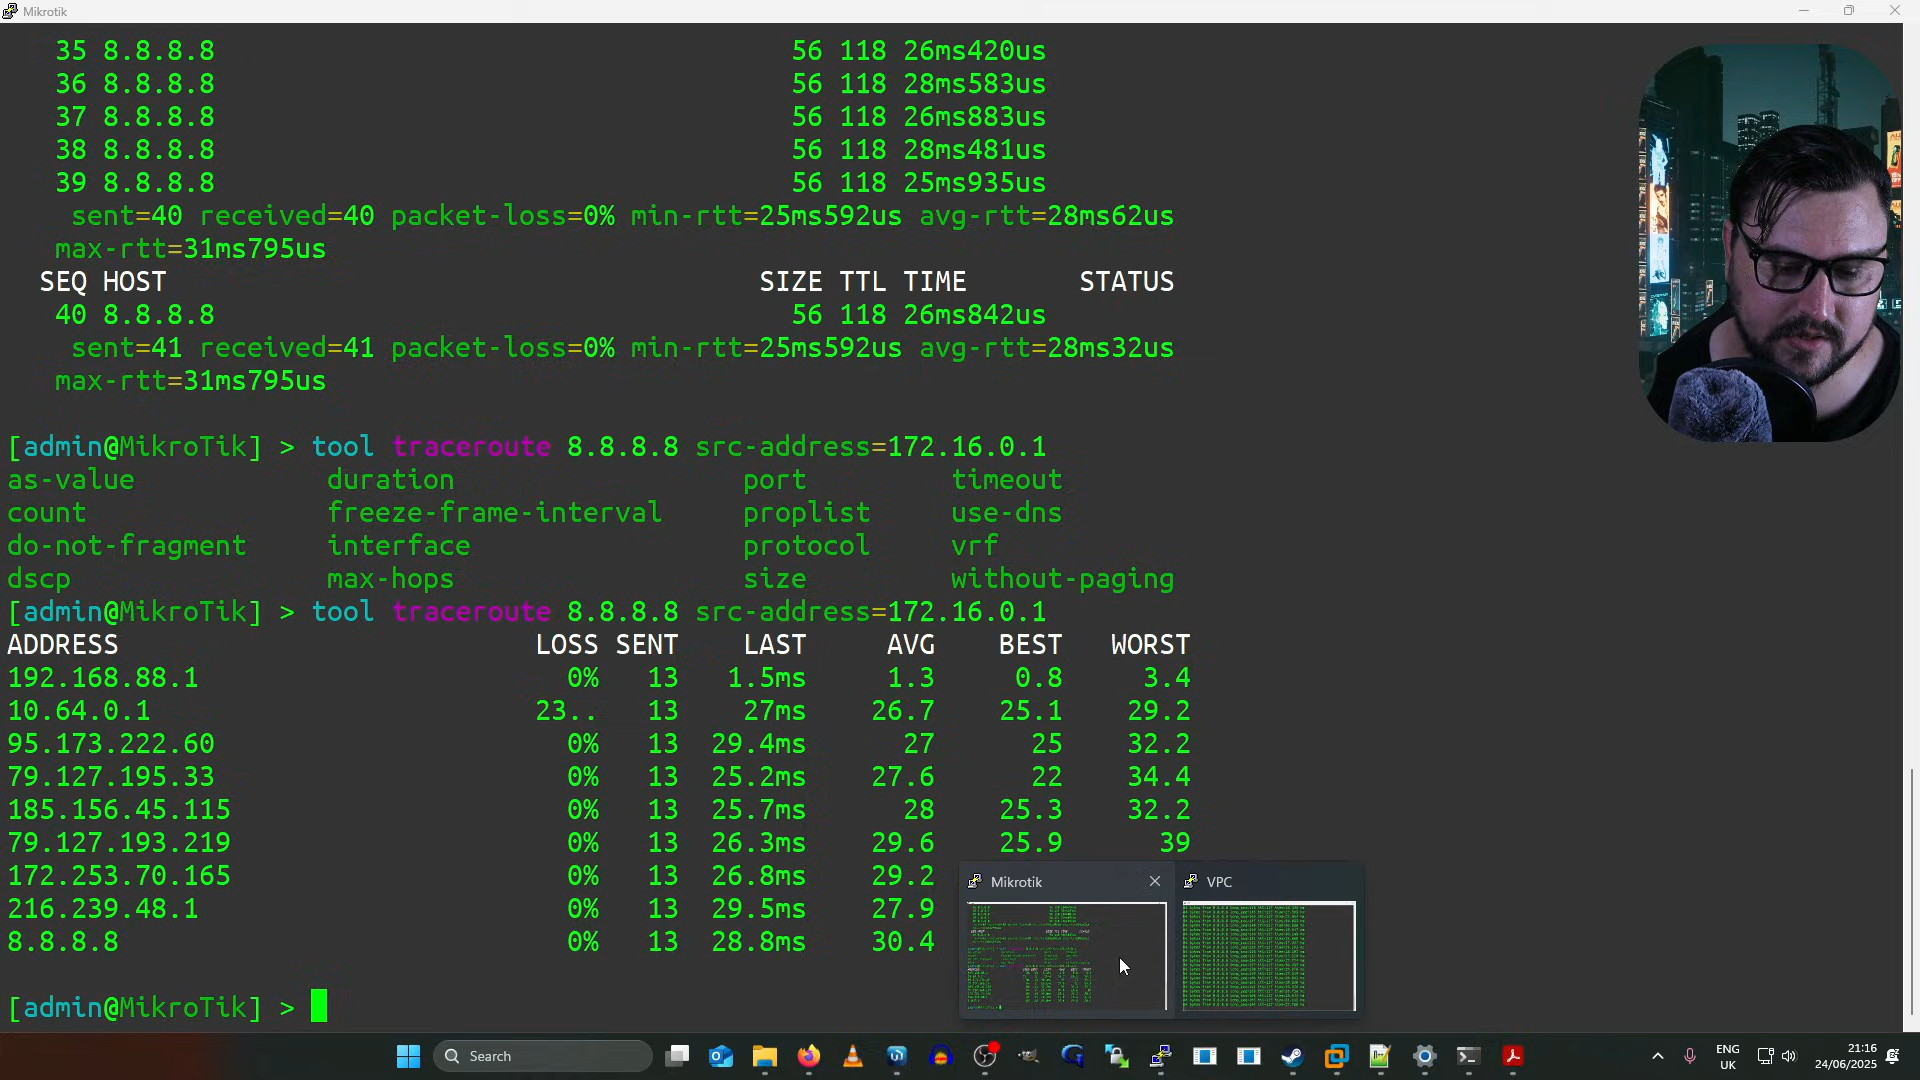 Mikrotik
35 8.8.8.8 56 118 26ms420us
36 8.8.8.8 56 118 28ms583us
37 8.8.8.8 56 118 26ms883us
38 8.8.8.8 56 118 28ms481us
39 8.8.8.8 56 118 25ms935us
sent=40 received=40 packet-loss=0% min-rtt=25ms592us avg-rtt=28ms62us
max-rtt=31ms795us
SEQ HOST SIZE TTL TIME STATUS
40 8.8.8.8 56 118 26ms842us
sent=41 received=41 packet-loss=0% min-rtt=25ms592us avg-rtt=28ms32us
max-rtt=31ms795us
[admin@MikroTik] > tool traceroute 8.8.8.8 src-address=172.16.0.1
as-value duration port timeout
count freeze-frame-interval proplist use-dns
do-not-fragment interface protocol vrf
dscp max-hops size without-paging
[admin@MikroTik] > tool traceroute 8.8.8.8 src-address=172.16.0.1
ADDRESS LOSS SENT LAST AVG BEST WORST
192.168.88.1 0% 13 1.5ms 1.3 0.8 3.4
10.64.0.1 23.. 13 27ms 26.7 25.1 29.2
95.173.222.60 0% 13 29.4ms 27 25 32.2
79.127.195.33 0% 13 25.2ms 27.6 22 34.4
185.156.45.115 0% 13 25.7ms 28 25.3 32.2
79.127.193.219 0% 13 26.3ms 29.6 25.9 39
172.253.70.165 0% 13 26.8ms 29.2
216.239.48.1 0% 13 29.5ms 27.9
8.8.8.8 0% 13 28.8ms 30.4
[admin@MikroTik] >
Mikrotik
VPC
Search
ENG
UK
21:16
24/06/2025